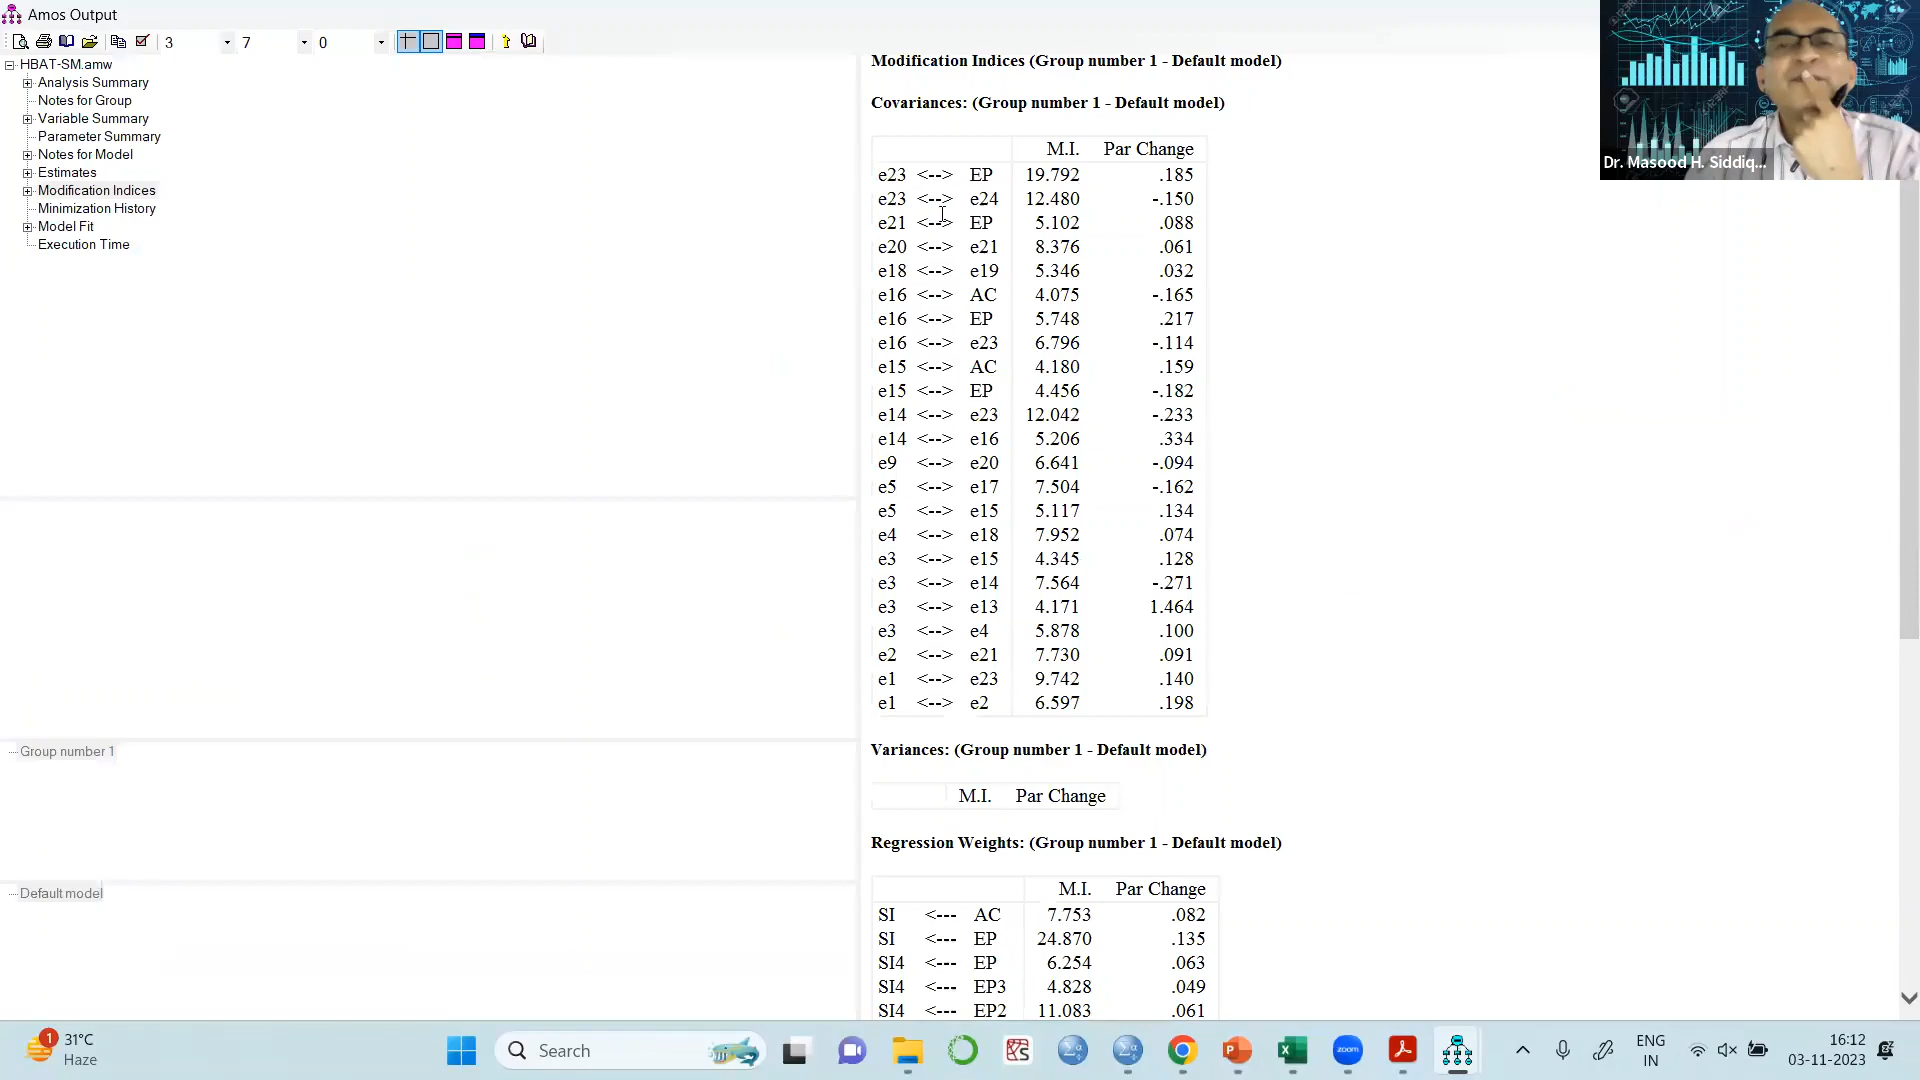 Amos Output
3 7 0
HBAT-SM.amw
Analysis Summary
Notes for Group
Variable Summary
Parameter Summary
Notes for Model
Estimates
Modification Indices
Minimization History
Model Fit
Execution Time
Group number 1
Default model
Modification Indices (Group number 1 - Default model)
Covariances: (Group number 1 - Default model)
M.I. Par Change
e23 <--> EP 19.792 .185
e23 <--> e24 12.480 -.150
e21 <--> EP 5.102 .088
e20 <--> e21 8.376 .061
e18 <--> e19 5.346 .032
e16 <--> AC 4.075 -.165
e16 <--> EP 5.748 .217
e16 <--> e23 6.796 -.114
e15 <--> AC 4.180 .159
e15 <--> EP 4.456 -.182
e14 <--> e23 12.042 -.233
e14 <--> e16 5.206 .334
e9 <--> e20 6.641 -.094
e5 <--> e17 7.504 -.162
e5 <--> e15 5.117 .134
e4 <--> e18 7.952 .074
e3 <--> e15 4.345 .128
e3 <--> e14 7.564 -.271
e3 <--> e13 4.171 1.464
e3 <--> e4 5.878 .100
e2 <--> e21 7.730 .091
e1 <--> e23 9.742 .140
e1 <--> e2 6.597 .198
Variances: (Group number 1 - Default model)
M.I. Par Change
Regression Weights: (Group number 1 - Default model)
M.I. Par Change
SI <--- AC 7.753 .082
SI <--- EP 24.870 .135
SI4 <--- EP 6.254 .063
SI4 <--- EP3 4.828 .049
SI4 <--- EP2 11.083 .061
Dr. Masood H. Siddiq...
1
31°C
Haze
Search
zoom
ENG
IN
16:12
03-11-2023